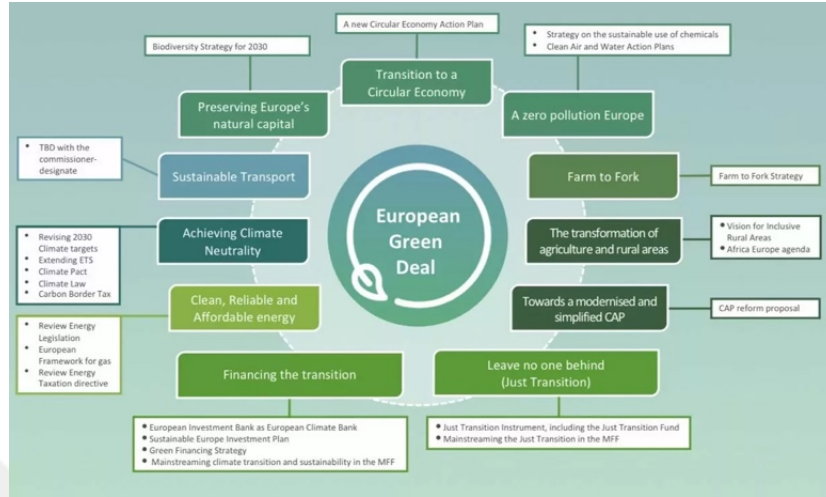 A new Circular Economy Action Plan
Biodiversity Strategy for 2030
• Strategy on the sustainable use of chemicals
• Clean Air and Water Action Plans
Transition to a
Circular Economy
Preserving Europe's
natural capital
A zero pollution Europe
• TBD with the
commissioner-
designate
Sustainable Transport
Farm to Fork
Farm to Fork Strategy
European
Green
Deal
• Revising 2030
Climate targets
• Extending ETS
• Climate Pact
• Climate Law
• Carbon Border Tax
Achieving Climate
Neutrality
The transformation of
agriculture and rural areas
• Vision for Inclusive
Rural Areas
• Africa Europe agenda
Clean, Reliable and
Affordable energy
Towards a modernised and
simplified CAP
CAP reform proposal
• Review Energy
Legislation
• European
Framework for gas
• Review Energy
Taxation directive
Financing the transition
Leave no one behind
(Just Transition)
• European Investment Bank as European Climate Bank
• Sustainable Europe Investment Plan
• Green Financing Strategy
• Mainstreaming climate transition and sustainability in the MFF
• Just Transition Instrument, including the Just Transition Fund
• Mainstreaming the Just Transition in the MFF